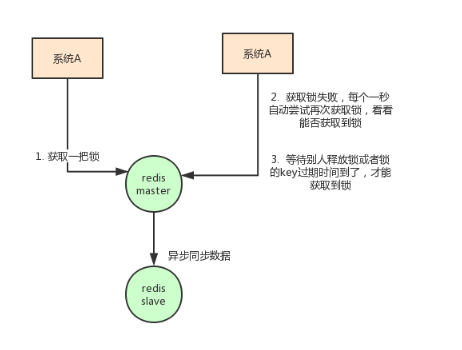 系统A
系统A
2. 获取锁失败，每个一秒
自动尝试再次获取锁，看看
能否获取到锁
1. 获取一把锁
3. 等待别人释放锁或者锁
的key过期时间到了，才能
获取到锁
redis
master
异步同步数据
redis
slave